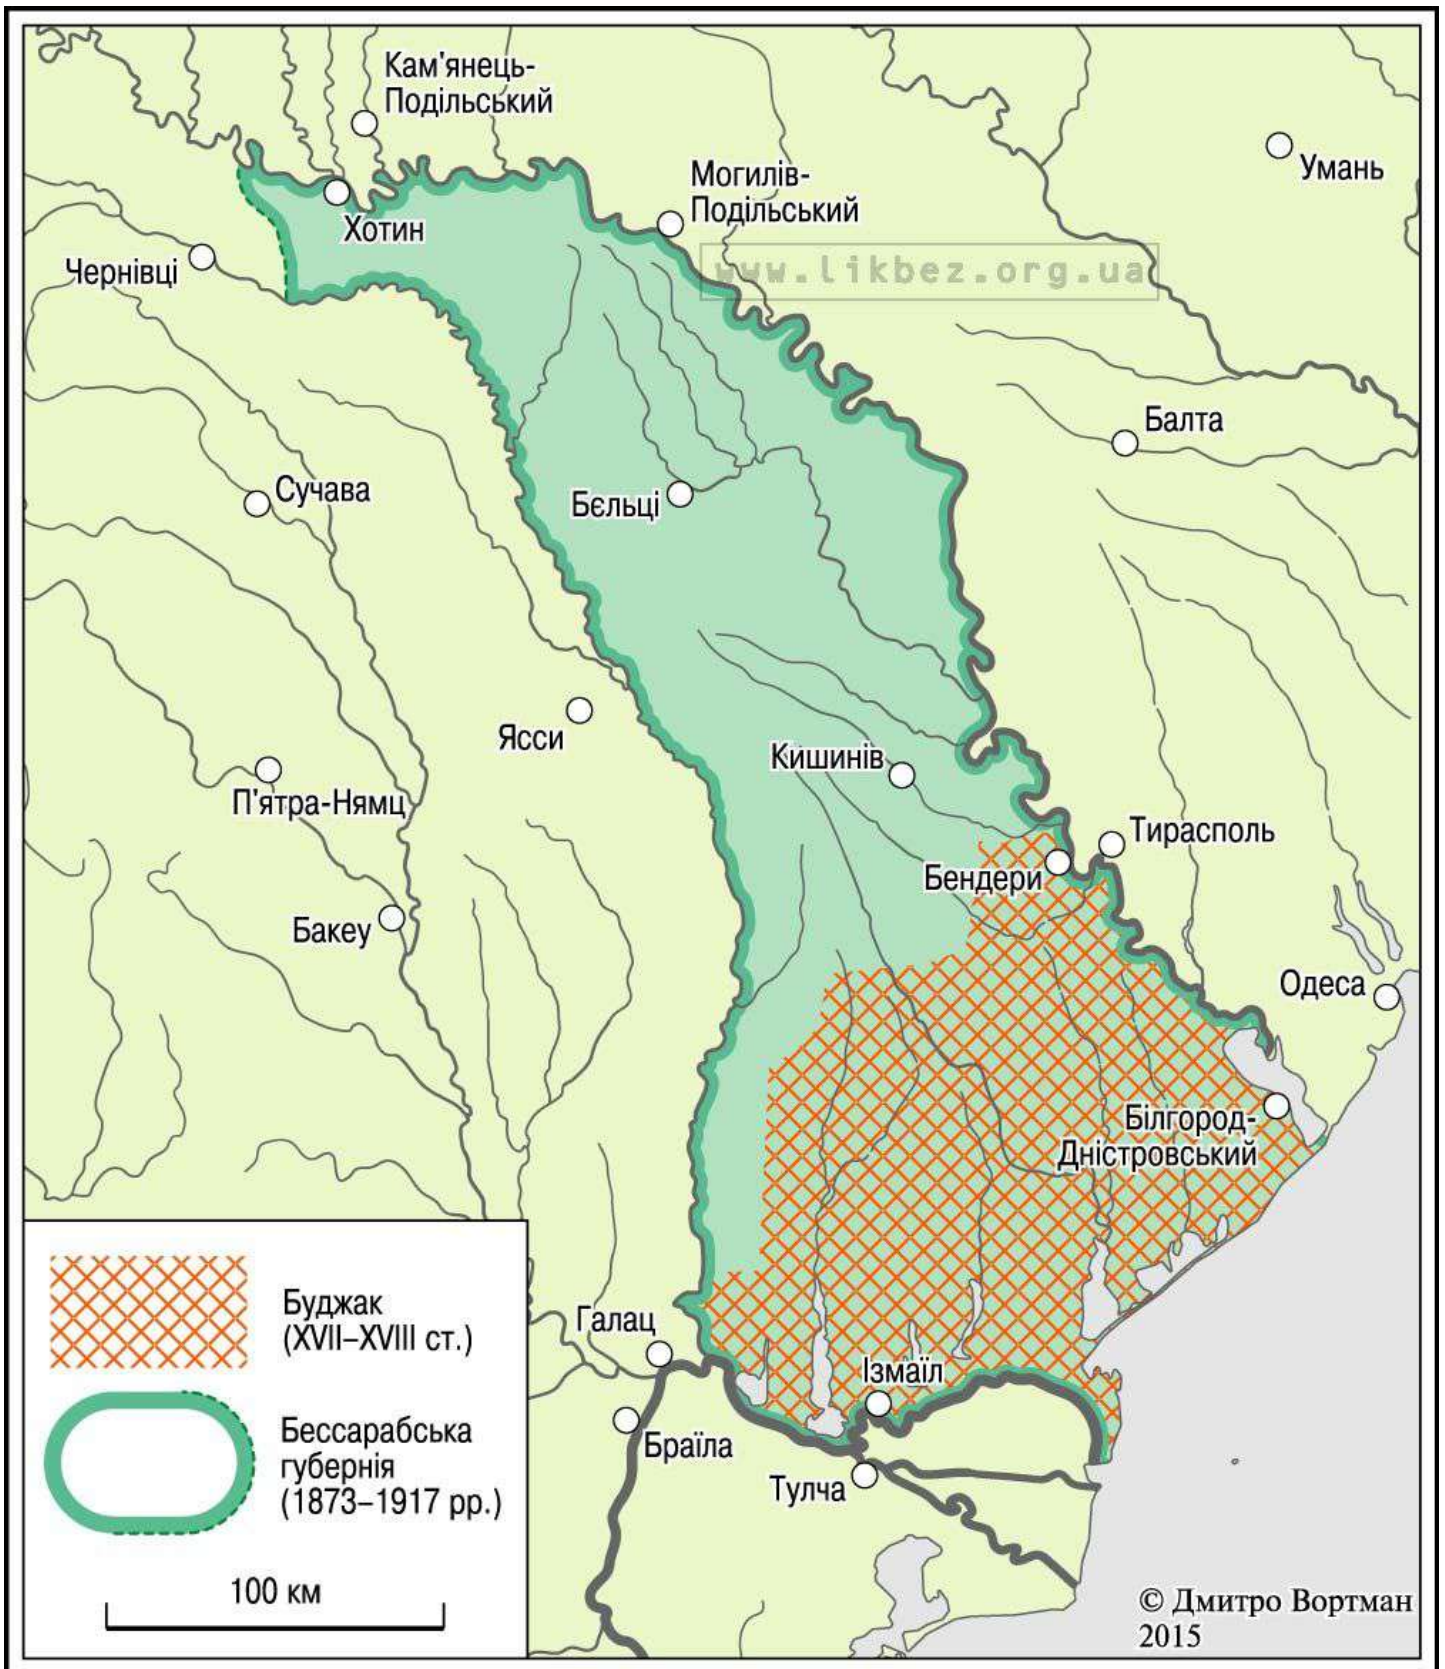 Кам'янець-
Подільський
Умань
Могилів-
Подільський
Хотин
Чернівці
www.likbez.org.ua
Балта
Сучава
Бєльці
Ясси
Кишинів
П'ятра-Нямц
Тирасполь
Бендери
Бакеу
Одеса
Білгород-
Дністровський
Галац
Ізмаїл
Браїла
Тулча
Буджак
(XVII–XVIII ст.)
Бессарабська
губернія
(1873–1917 рр.)
100 км
© Дмитро Вортман
2015